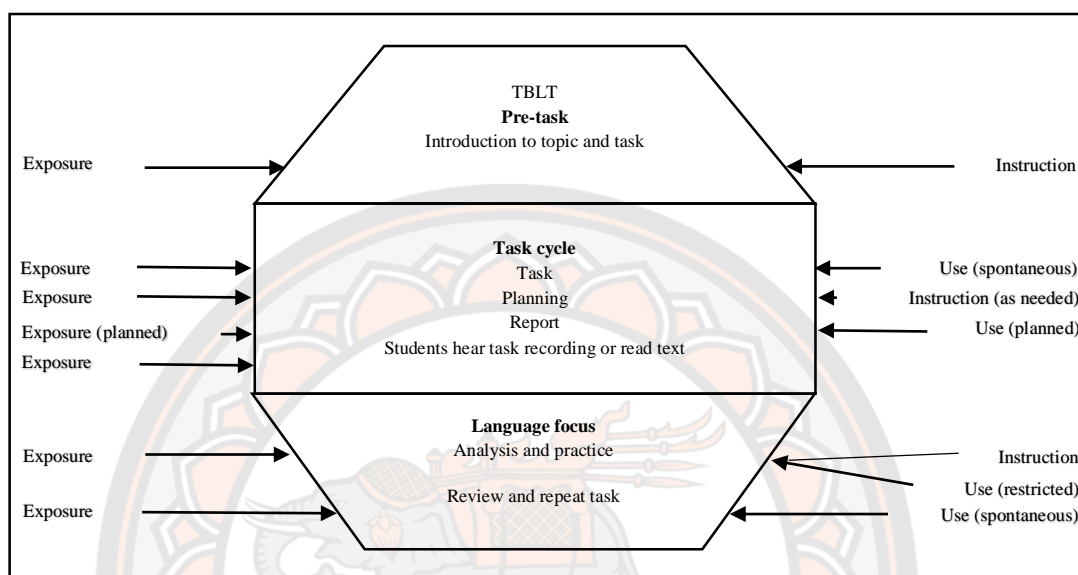 TBLT
Pre-task
Introduction to topic and task
Exposure
Instruction
Task cycle
Exposure
Task
Use (spontaneous)
Exposure
Planning
Instruction (as needed)
Exposure (planned)
Report
Use (planned)
Exposure
Students hear task recording or read text
Language focus
Exposure
Analysis and practice
Instruction
Use (restricted)
Exposure
Review and repeat task
Use (spontaneous)